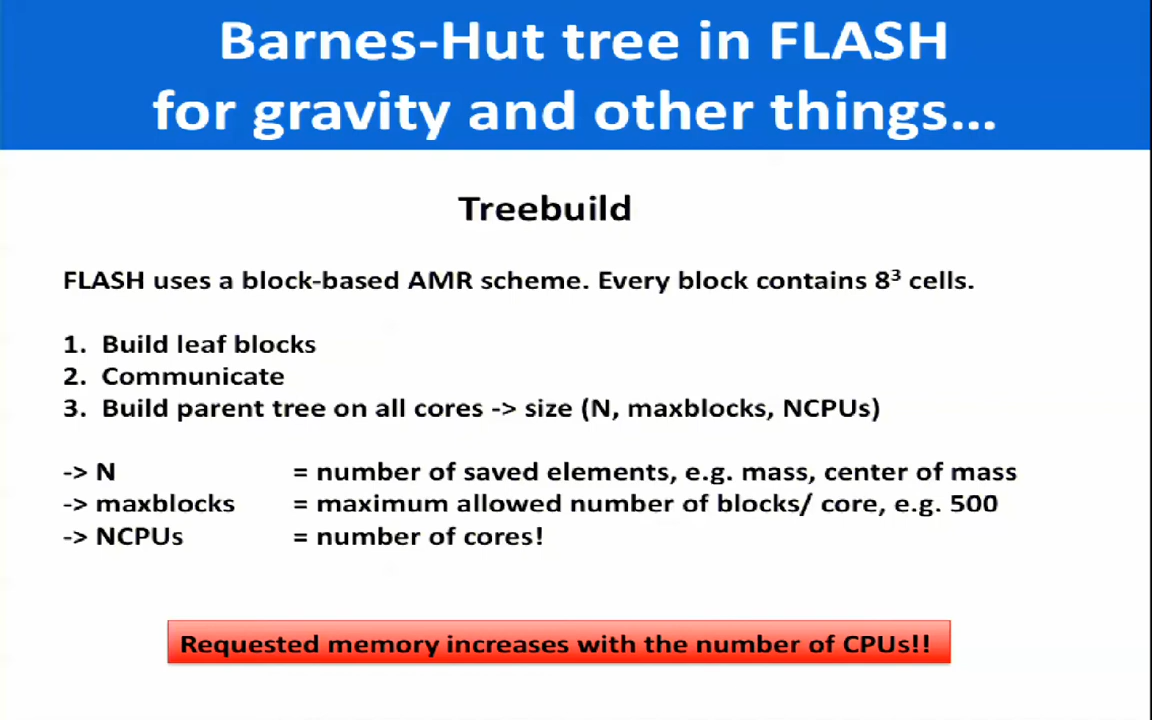 Barnes-Hut tree in FLASH
for gravity and other things...
Treebuild
FLASH uses a block-based AMR scheme. Every block contains 8³ cells.
1. Build leaf blocks
2. Communicate
3. Build parent tree on all cores -> size (N, maxblocks, NCPUs)
-> N = number of saved elements, e.g. mass, center of mass
-> maxblocks = maximum allowed number of blocks/ core, e.g. 500
-> NCPUs = number of cores!
Requested memory increases with the number of CPUs!!